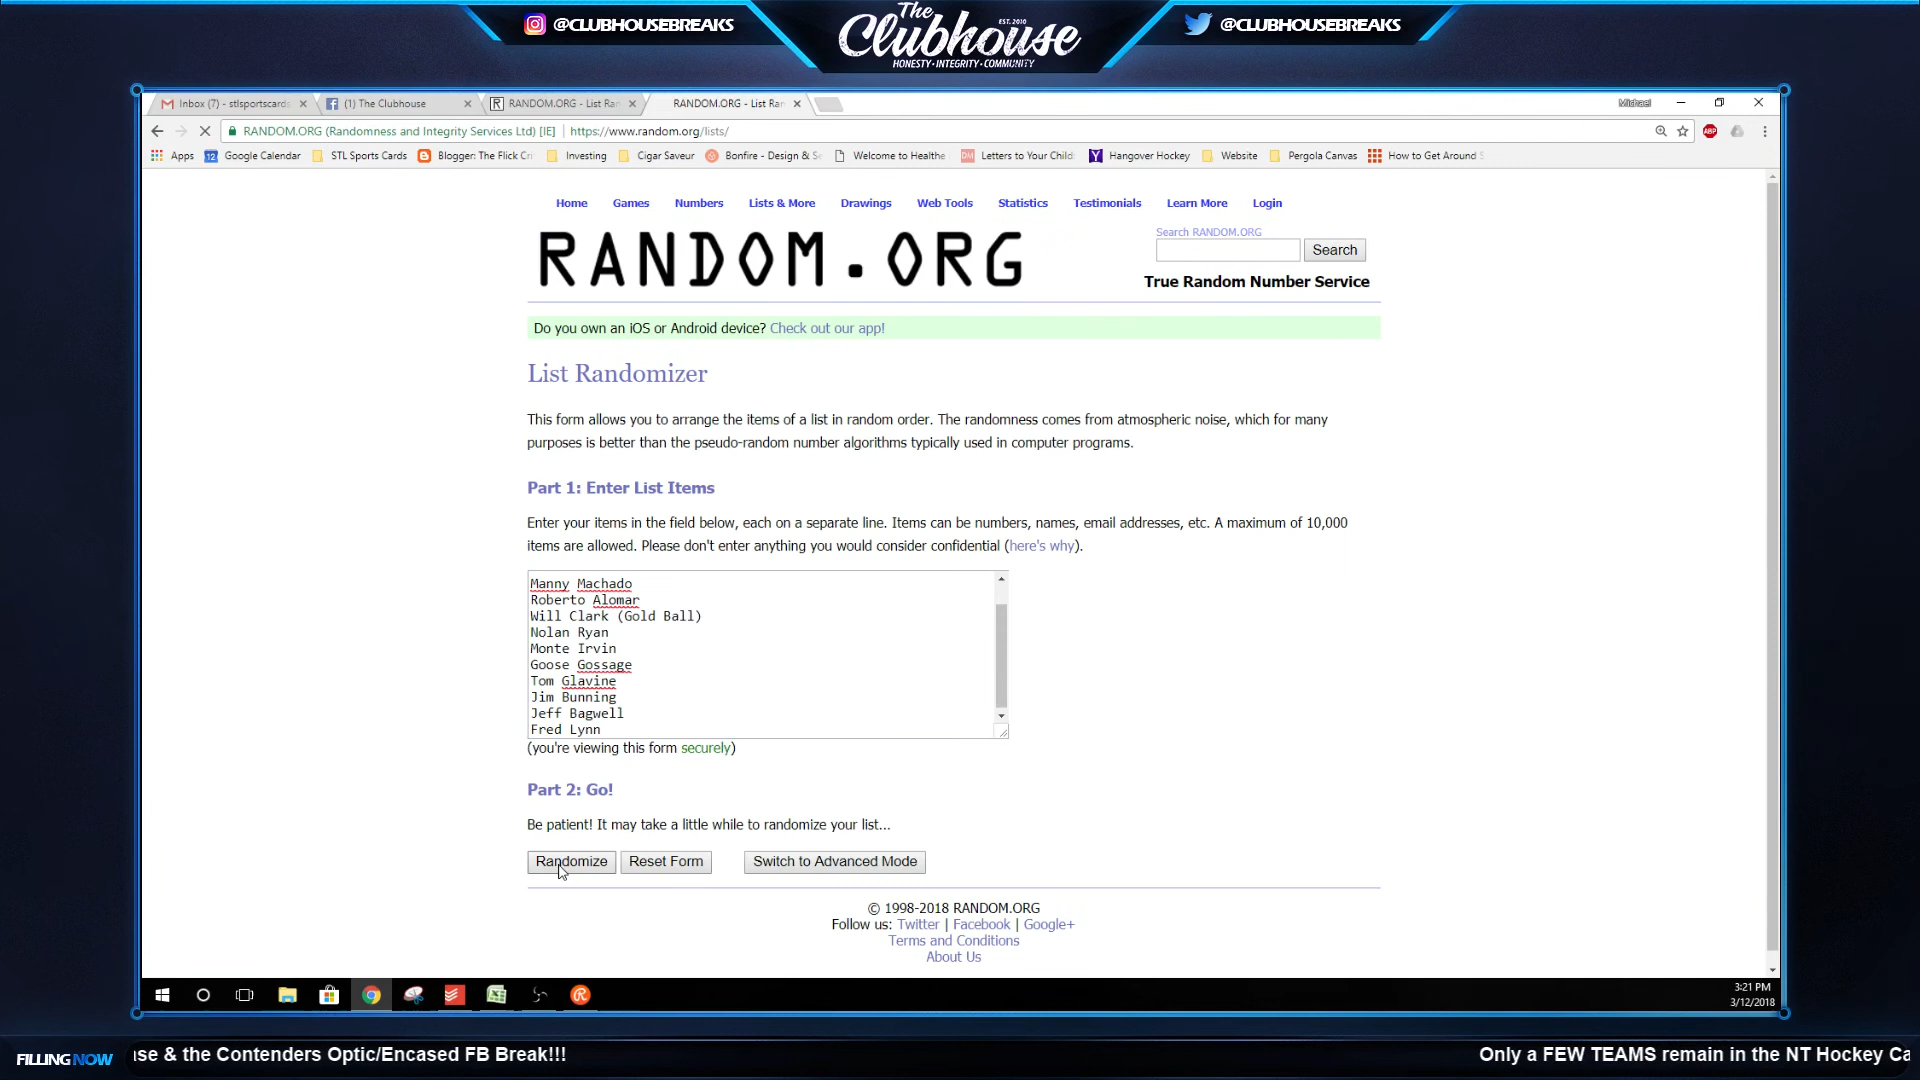 @CLUBHOUSEBREAKS
The
EST. 2010
Clubhouse
HONESTY • INTEGRITY • COMMUNITY
@CLUBHOUSEBREAKS
Inbox (7) - stlsportscards
(1) The Clubhouse
RANDOM.ORG - List Ran
RANDOM.ORG - List Ran
Michael
RANDOM.ORG (Randomness and Integrity Services Ltd) [IE]
https://www.random.org/lists/
Apps
Google Calendar
STL Sports Cards
Blogger: The Flick Cri
Investing
Cigar Saveur
Bonfire - Design & Se
Welcome to Healthe
Letters to Your Child:
Hangover Hockey
Website
Pergola Canvas
How to Get Around S
Home
Games
Numbers
Lists & More
Drawings
Web Tools
Statistics
Testimonials
Learn More
Login
RANDOM.ORG
Search RANDOM.ORG
Search
True Random Number Service
Do you own an iOS or Android device? Check out our app!
List Randomizer
This form allows you to arrange the items of a list in random order. The randomness comes from atmospheric noise, which for many
purposes is better than the pseudo-random number algorithms typically used in computer programs.
Part 1: Enter List Items
Enter your items in the field below, each on a separate line. Items can be numbers, names, email addresses, etc. A maximum of 10,000
items are allowed. Please don't enter anything you would consider confidential (here's why).
Manny Machado
Roberto Alomar
Will Clark (Gold Ball)
Nolan Ryan
Monte Irvin
Goose Gossage
Tom Glavine
Jim Bunning
Jeff Bagwell
Fred Lynn
(you're viewing this form securely)
Part 2: Go!
Be patient! It may take a little while to randomize your list...
Randomize
Reset Form
Switch to Advanced Mode
© 1998-2018 RANDOM.ORG
Follow us: Twitter | Facebook | Google+
Terms and Conditions
About Us
3:21 PM
3/12/2018
FILLING NOW
ase & the Contenders Optic/Encased FB Break!!!
Only a FEW TEAMS remain in the NT Hockey Ca